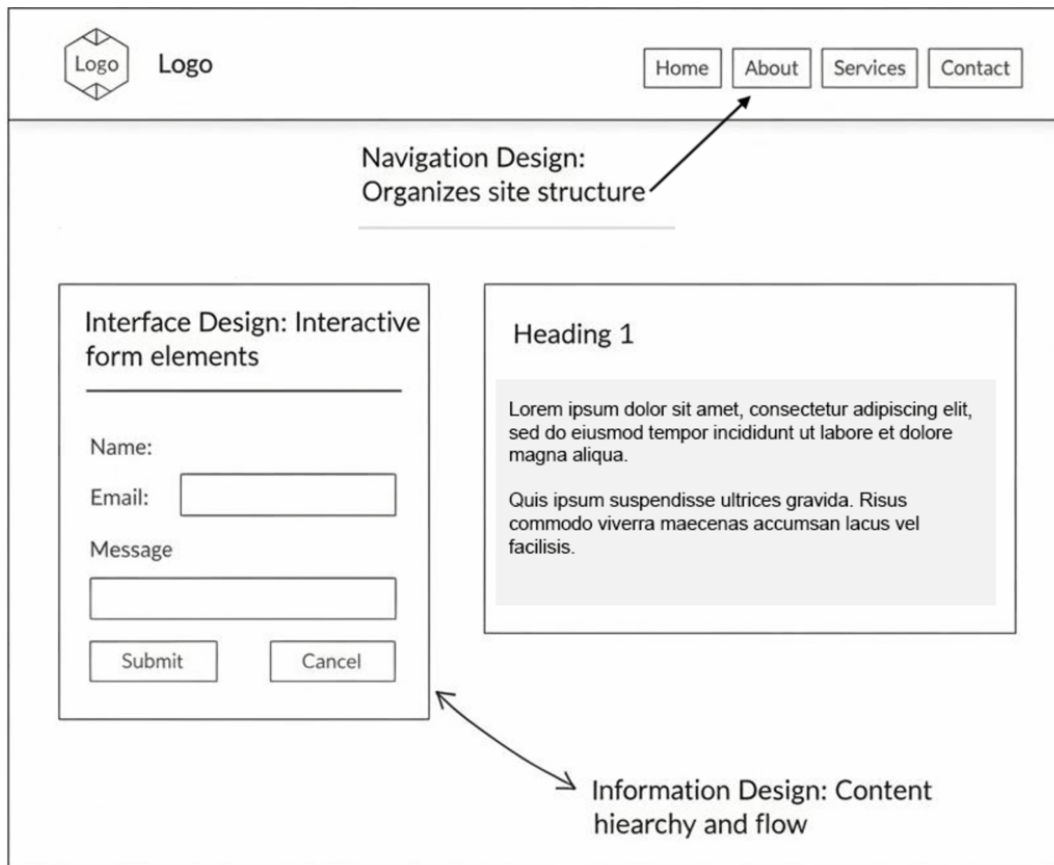 Logo
Logo
Home
About
Services
Contact
Navigation Design:
Organizes site structure
Interface Design: Interactive
form elements
Name:
Email:
Message
Submit
Cancel
Heading 1
Lorem ipsum dolor sit amet, consectetur adipiscing elit,
sed do eiusmod tempor incididunt ut labore et dolore
magna aliqua.
Quis ipsum suspendisse ultrices gravida. Risus
commodo viverra maecenas accumsan lacus vel
facilisis.
Information Design: Content
hiearchy and flow